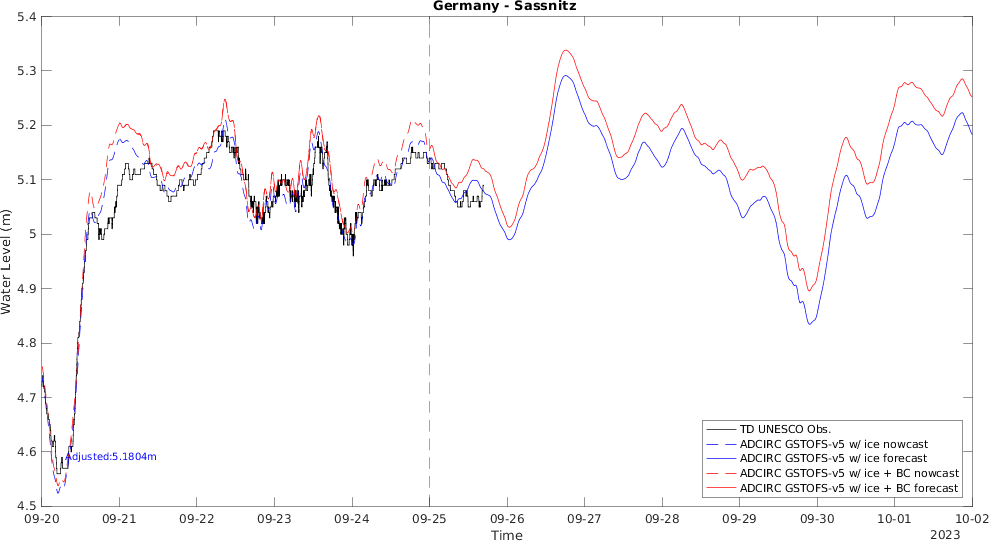 Germany - Sassnitz
5.4
5.3
5.2
5.1
5
4.9
4.8
4.7
4.6
4.5
Water Level (m)
Adjusted:5.1804m
TD UNESCO Obs.
ADCIRC GSTOFS-v5 w/ ice nowcast
ADCIRC GSTOFS-v5 w/ ice forecast
ADCIRC GSTOFS-v5 w/ ice + BC nowcast
ADCIRC GSTOFS-v5 w/ ice + BC forecast
09-20 09-21 09-22 09-23 09-24 09-25 09-26 09-27 09-28 09-29 09-30 10-01 10-02
Time
2023